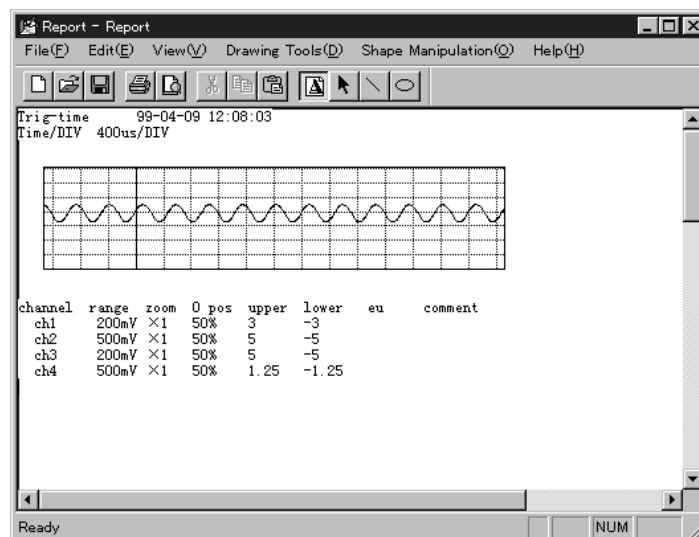 Report - Report
File(F) Edit(E) View(V) Drawing Tools(D) Shape Manipulation(O) Help(H)
A
Trig-time 99-04-09 12:08:03
Time/DIV 400us/DIV
channel range zoom 0 pos upper lower eu comment
ch1 200mV ×1 50% 3 -3
ch2 500mV ×1 50% 5 -5
ch3 200mV ×1 50% 5 -5
ch4 500mV ×1 50% 1.25 -1.25
Ready NUM